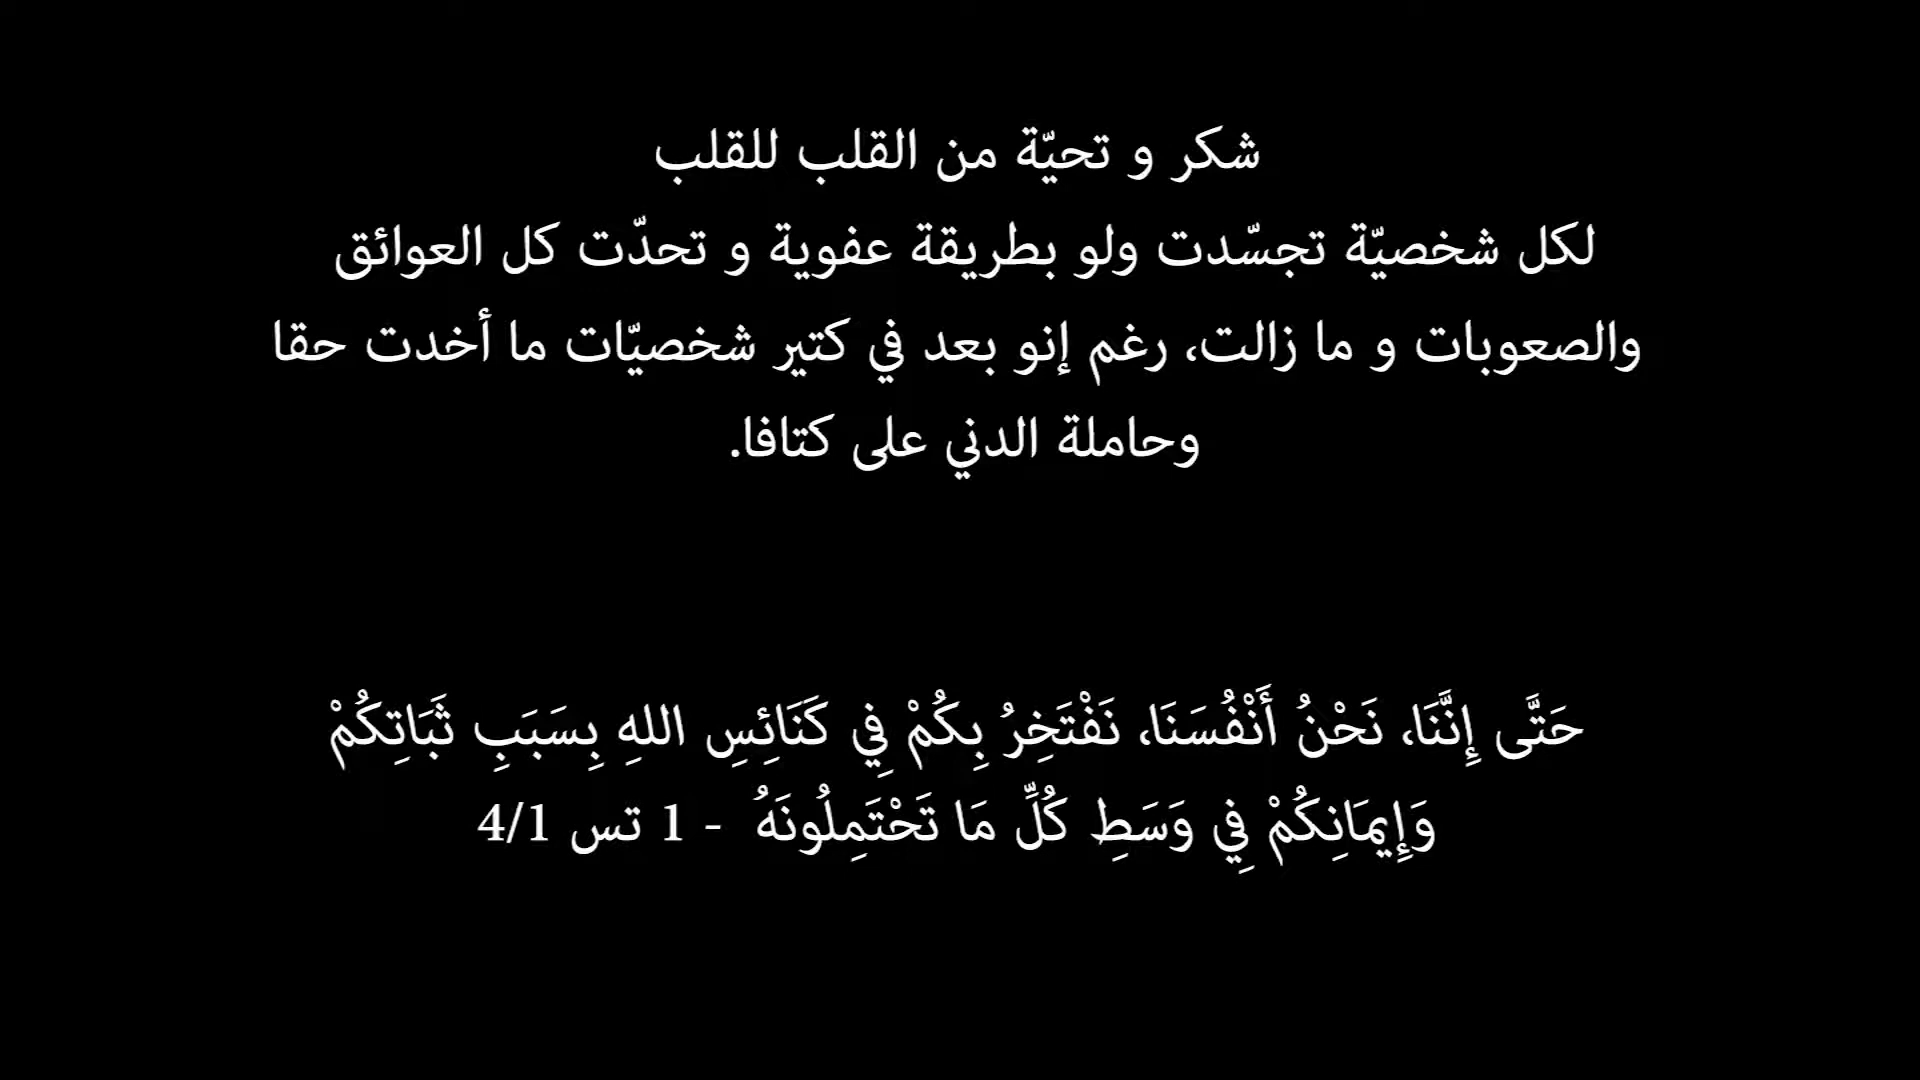 شكر و تحيّة من القلب للقلب
لكل شخصيّة تجسّدت ولو بطريقة عفوية و تحدّت كل العوائق
والصعوبات و ما زالت، رغم إنو بعد في كتير شخصيّات ما أخدت حقا
وحاملة الدني على كتافا.
حَتَّى إِنَّنَا، نَحْنُ أَنْفُسَنَا، نَفْتَخِرُ بِكُمْ فِي كَنَائِسِ اللهِ بِسَبَبِ ثَبَاتِكُمْ
وَإِيمَانِكُمْ فِي وَسَطِ كُلِّ مَا تَحْتَمِلُونَهُ - 1 تس 4/1